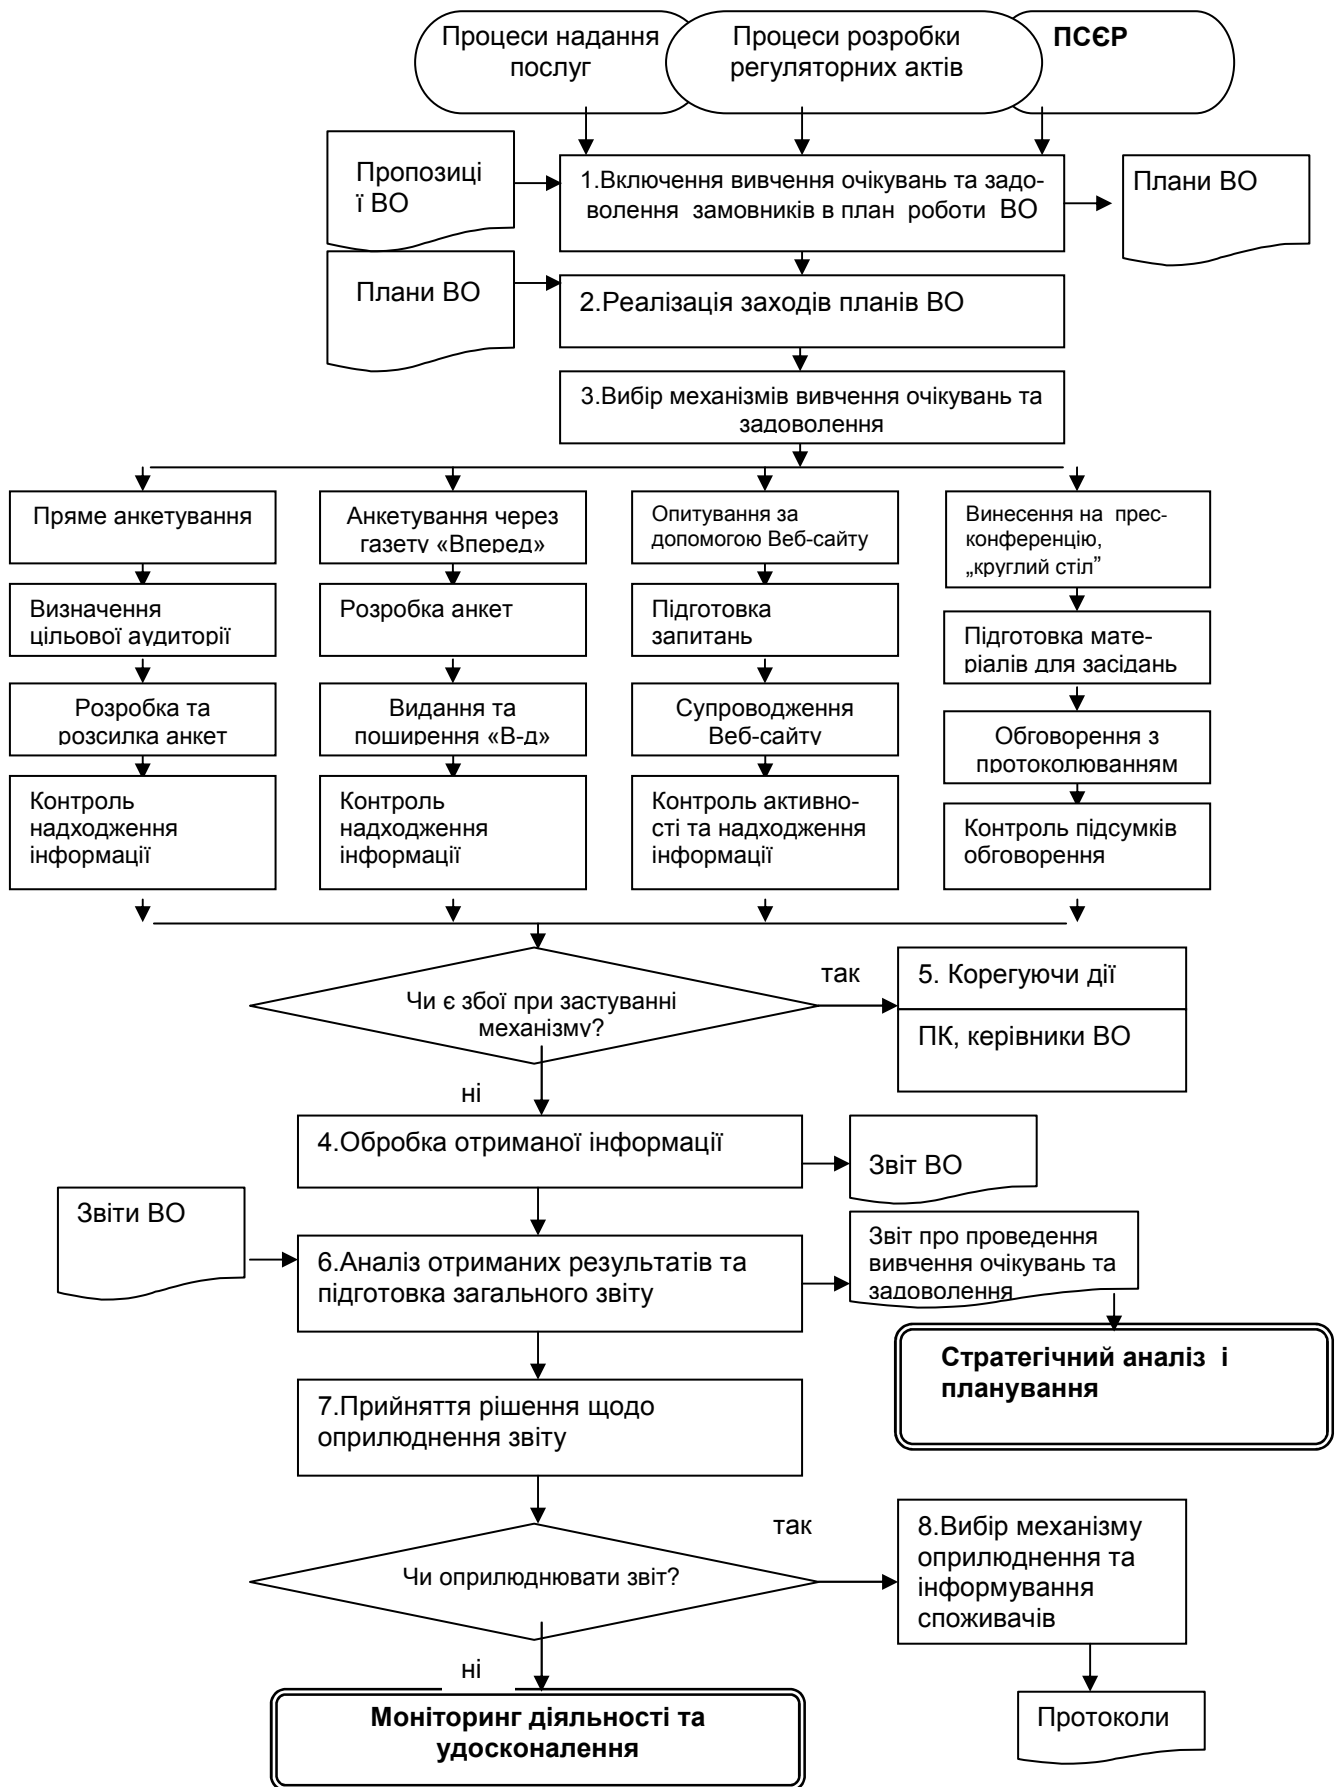 Процеси надання
послуг
Процеси розробки
регуляторних актів
ПСЄР
Пропозиці
ї ВО
1.Включення вивчення очікувань та задо-
волення замовників в план роботи ВО
Плани ВО
Плани ВО
2.Реалізація заходів планів ВО
3.Вибір механізмів вивчення очікувань та
задоволення
Пряме анкетування
Визначення
цільової аудиторії
Розробка та
розсилка анкет
Контроль
надходження
інформації
Анкетування через
газету «Вперед»
Розробка анкет
Видання та
поширення «В-д»
Контроль
надходження
інформації
Опитування за
допомогою Веб-сайту
Підготовка
запитань
Супроводження
Веб-сайту
Контроль активно-
сті та надходження
інформації
Винесення на прес-
конференцію,
„круглий стіл”
Підготовка мате-
ріалів для засідань
Обговорення з
протоколюванням
Контроль підсумків
обговорення
Чи є збої при застуванні
механізму?
так
5. Корегуючи дії
ПК, керівники ВО
ні
4.Обробка отриманої інформації
Звіт ВО
Звіти ВО
6.Аналіз отриманих результатів та
підготовка загального звіту
Звіт про проведення
вивчення очікувань та
задоволення
Стратегічний аналіз і
планування
7.Прийняття рішення щодо
оприлюднення звіту
Чи оприлюднювати звіт?
так
8.Вибір механізму
оприлюднення та
інформування
споживачів
ні
Моніторинг діяльності та
удосконалення
Протоколи